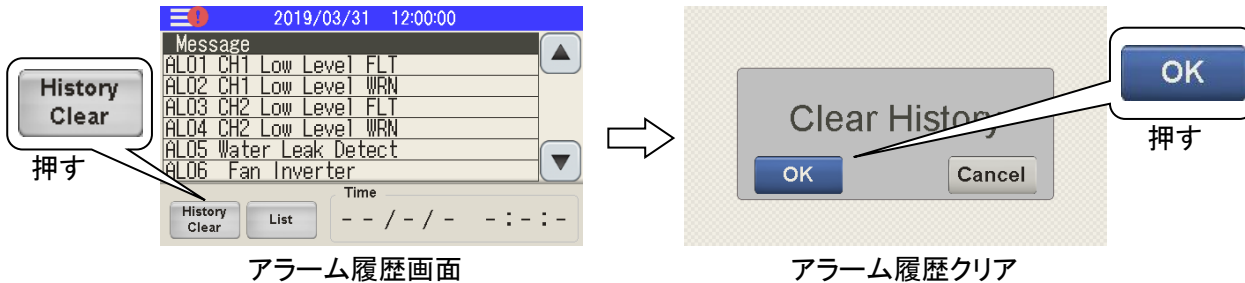 2019/03/31 12:00:00
Message
AL01 CH1 Low Level FLT
AL02 CH1 Low Level WRN
AL03 CH2 Low Level FLT
AL04 CH2 Low Level WRN
AL05 Water Leak Detect
AL06 Fan Inverter
History
Clear
押す
History
Clear
List
Time
- - / - / - - : - : -
アラーム履歴画面
Clear History
OK
Cancel
OK
押す
アラーム履歴クリア